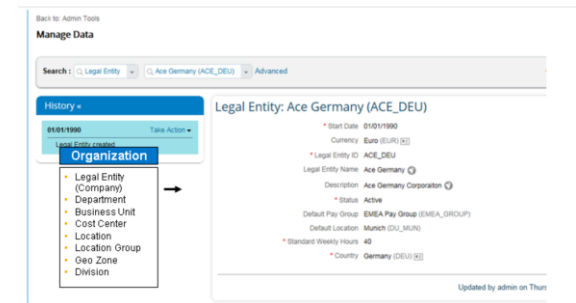 Back to: Admin Tools
Manage Data
Search : Legal Entity Ace Germany (ACE_DEU) Advanced
History «
01/01/1990 Take Action
Legal Entity created
Organization
• Legal Entity
(Company)
• Department
• Business Unit
• Cost Center
• Location
• Location Group
• Geo Zone
• Division
Legal Entity: Ace Germany (ACE_DEU)
* Start Date 01/01/1990
Currency Euro (EUR)
* Legal Entity ID ACE_DEU
Legal Entity Name Ace Germany
Description Ace Germany Corporaiton
* Status Active
Default Pay Group EMEA Pay Group (EMEA_GROUP)
Default Location Munich (DU_MUN)
* Standard Weekly Hours 40
* Country Germany (DEU)
Updated by admin on Thurs